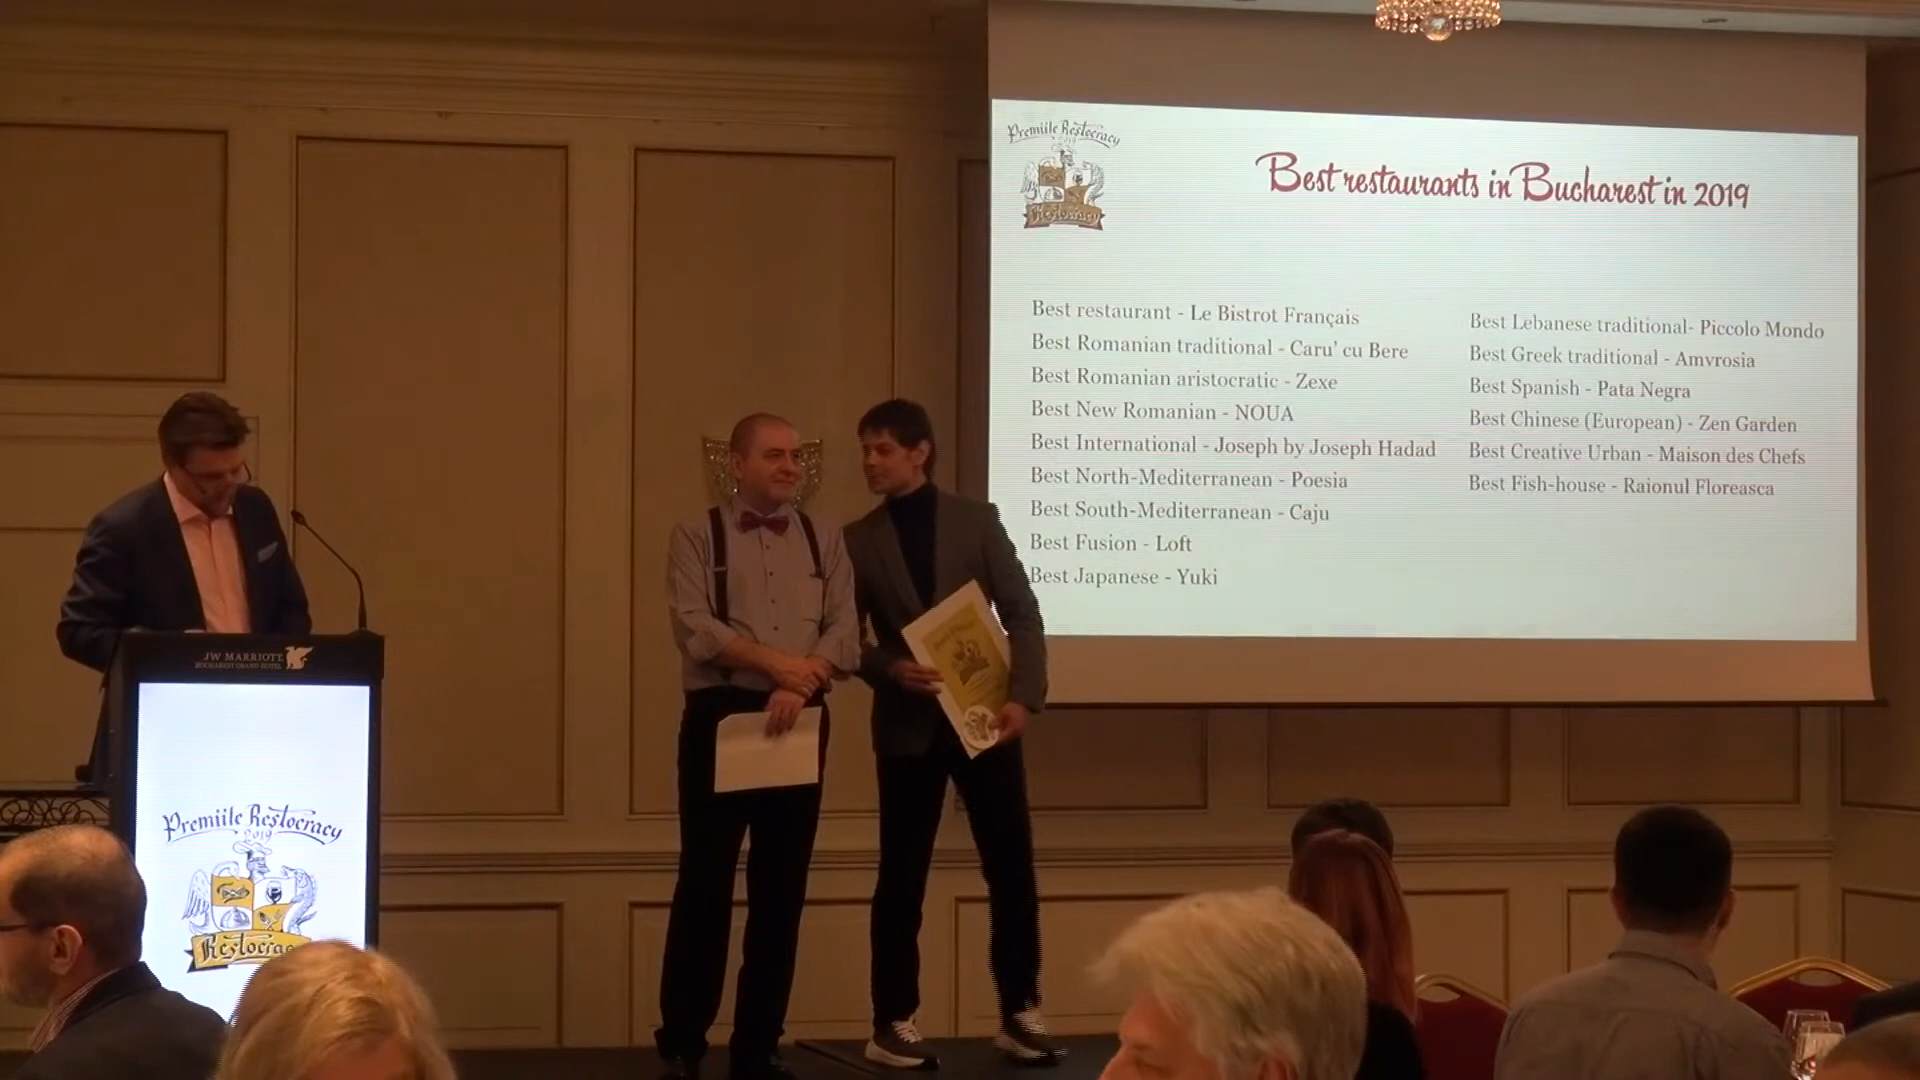 Premiile Restocracy
2019
Restocracy
Best restaurants in Bucharest in 2019
Best restaurant - Le Bistrot Français
Best Romanian traditional - Caru' cu Bere
Best Romanian aristocratic - Zexe
Best New Romanian - NOUA
Best International - Joseph by Joseph Hadad
Best North-Mediterranean - Poesia
Best South-Mediterranean - Caju
Best Fusion - Loft
Best Japanese - Yuki
Best Lebanese traditional- Piccolo Mondo
Best Greek traditional - Amvrosia
Best Spanish - Pata Negra
Best Chinese (European) - Zen Garden
Best Creative Urban - Maison des Chefs
Best Fish-house - Raionul Floreasca
JW MARRIOTT
BUCHAREST GRAND HOTEL
Premiile Restocracy
2019
Restocrac